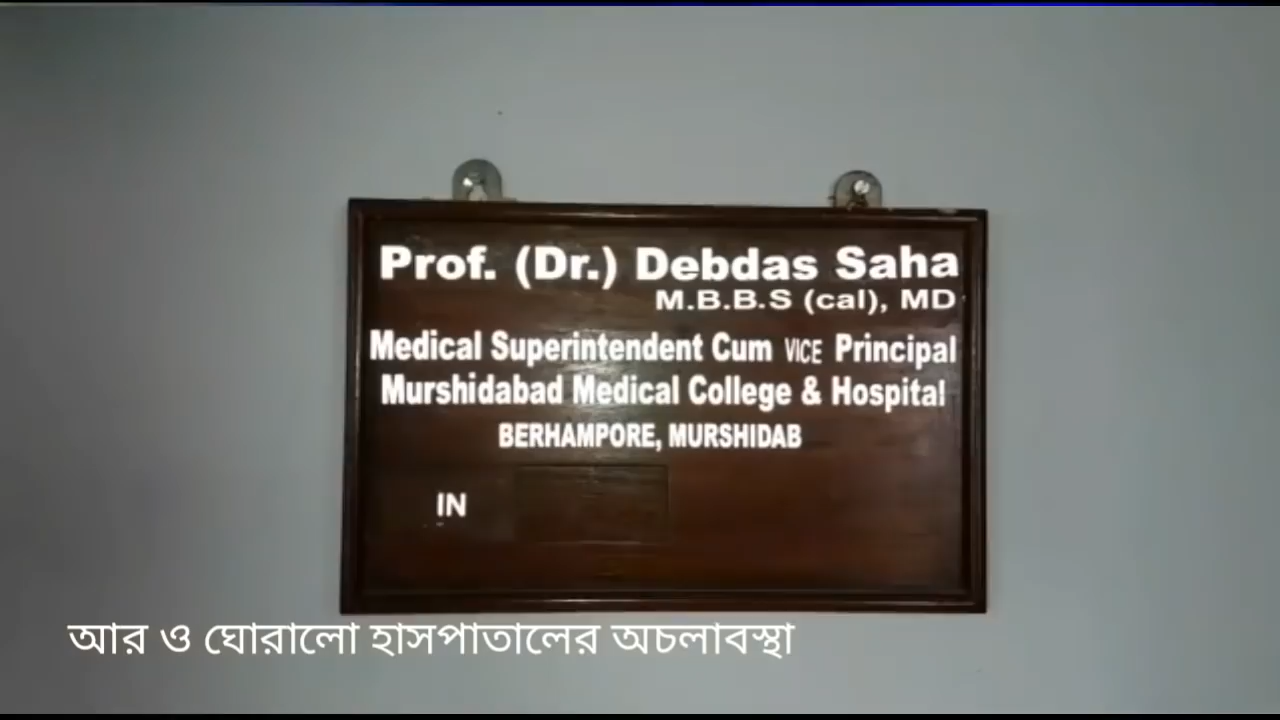 Prof. (Dr.) Debdas Saha
M.B.B.S (cal), MD
Medical Superintendent Cum VICE Principal
Murshidabad Medical College & Hospital
BERHAMPORE, MURSHIDAB
IN
আর ও ঘোরালো হাসপাতালের অচলাবস্থা